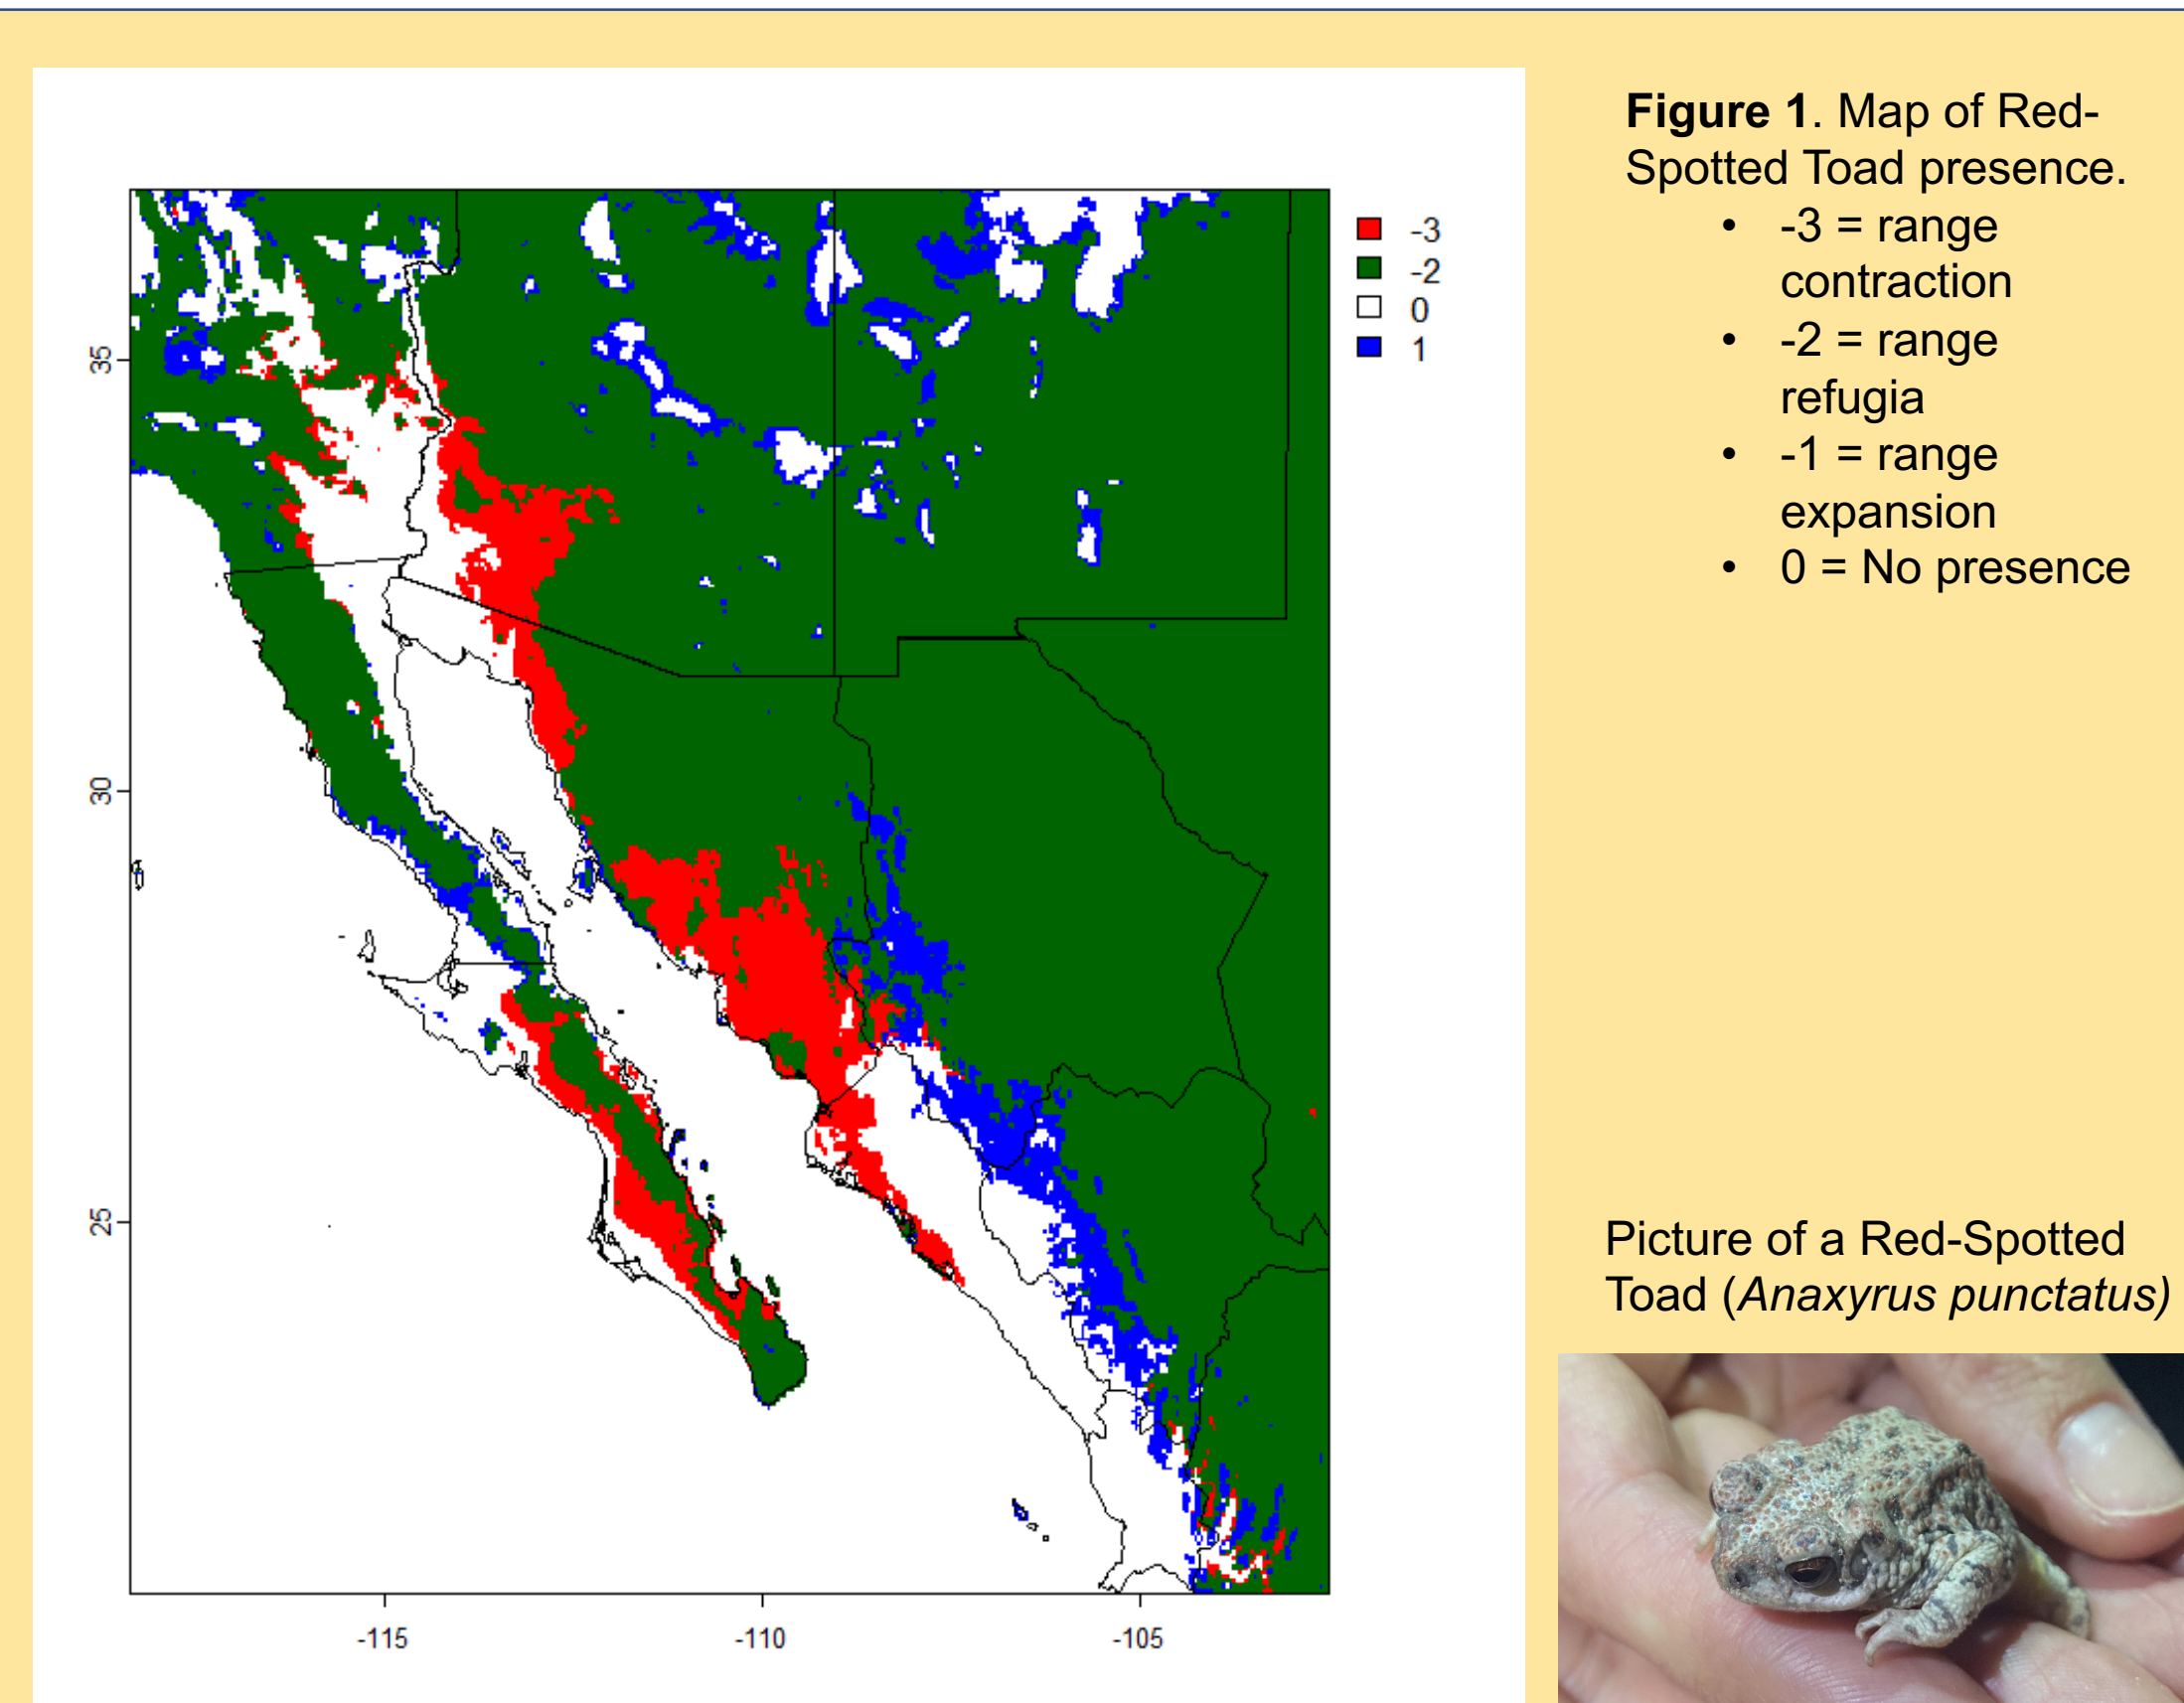 Figure 1. Map of Red-
Spotted Toad presence.
• -3 = range
contraction
• -2 = range
refugia
• -1 = range
expansion
• 0 = No presence
-3
-2
0
1
35
30
25
-115
-110
-105
Picture of a Red-Spotted
Toad (Anaxyrus punctatus)